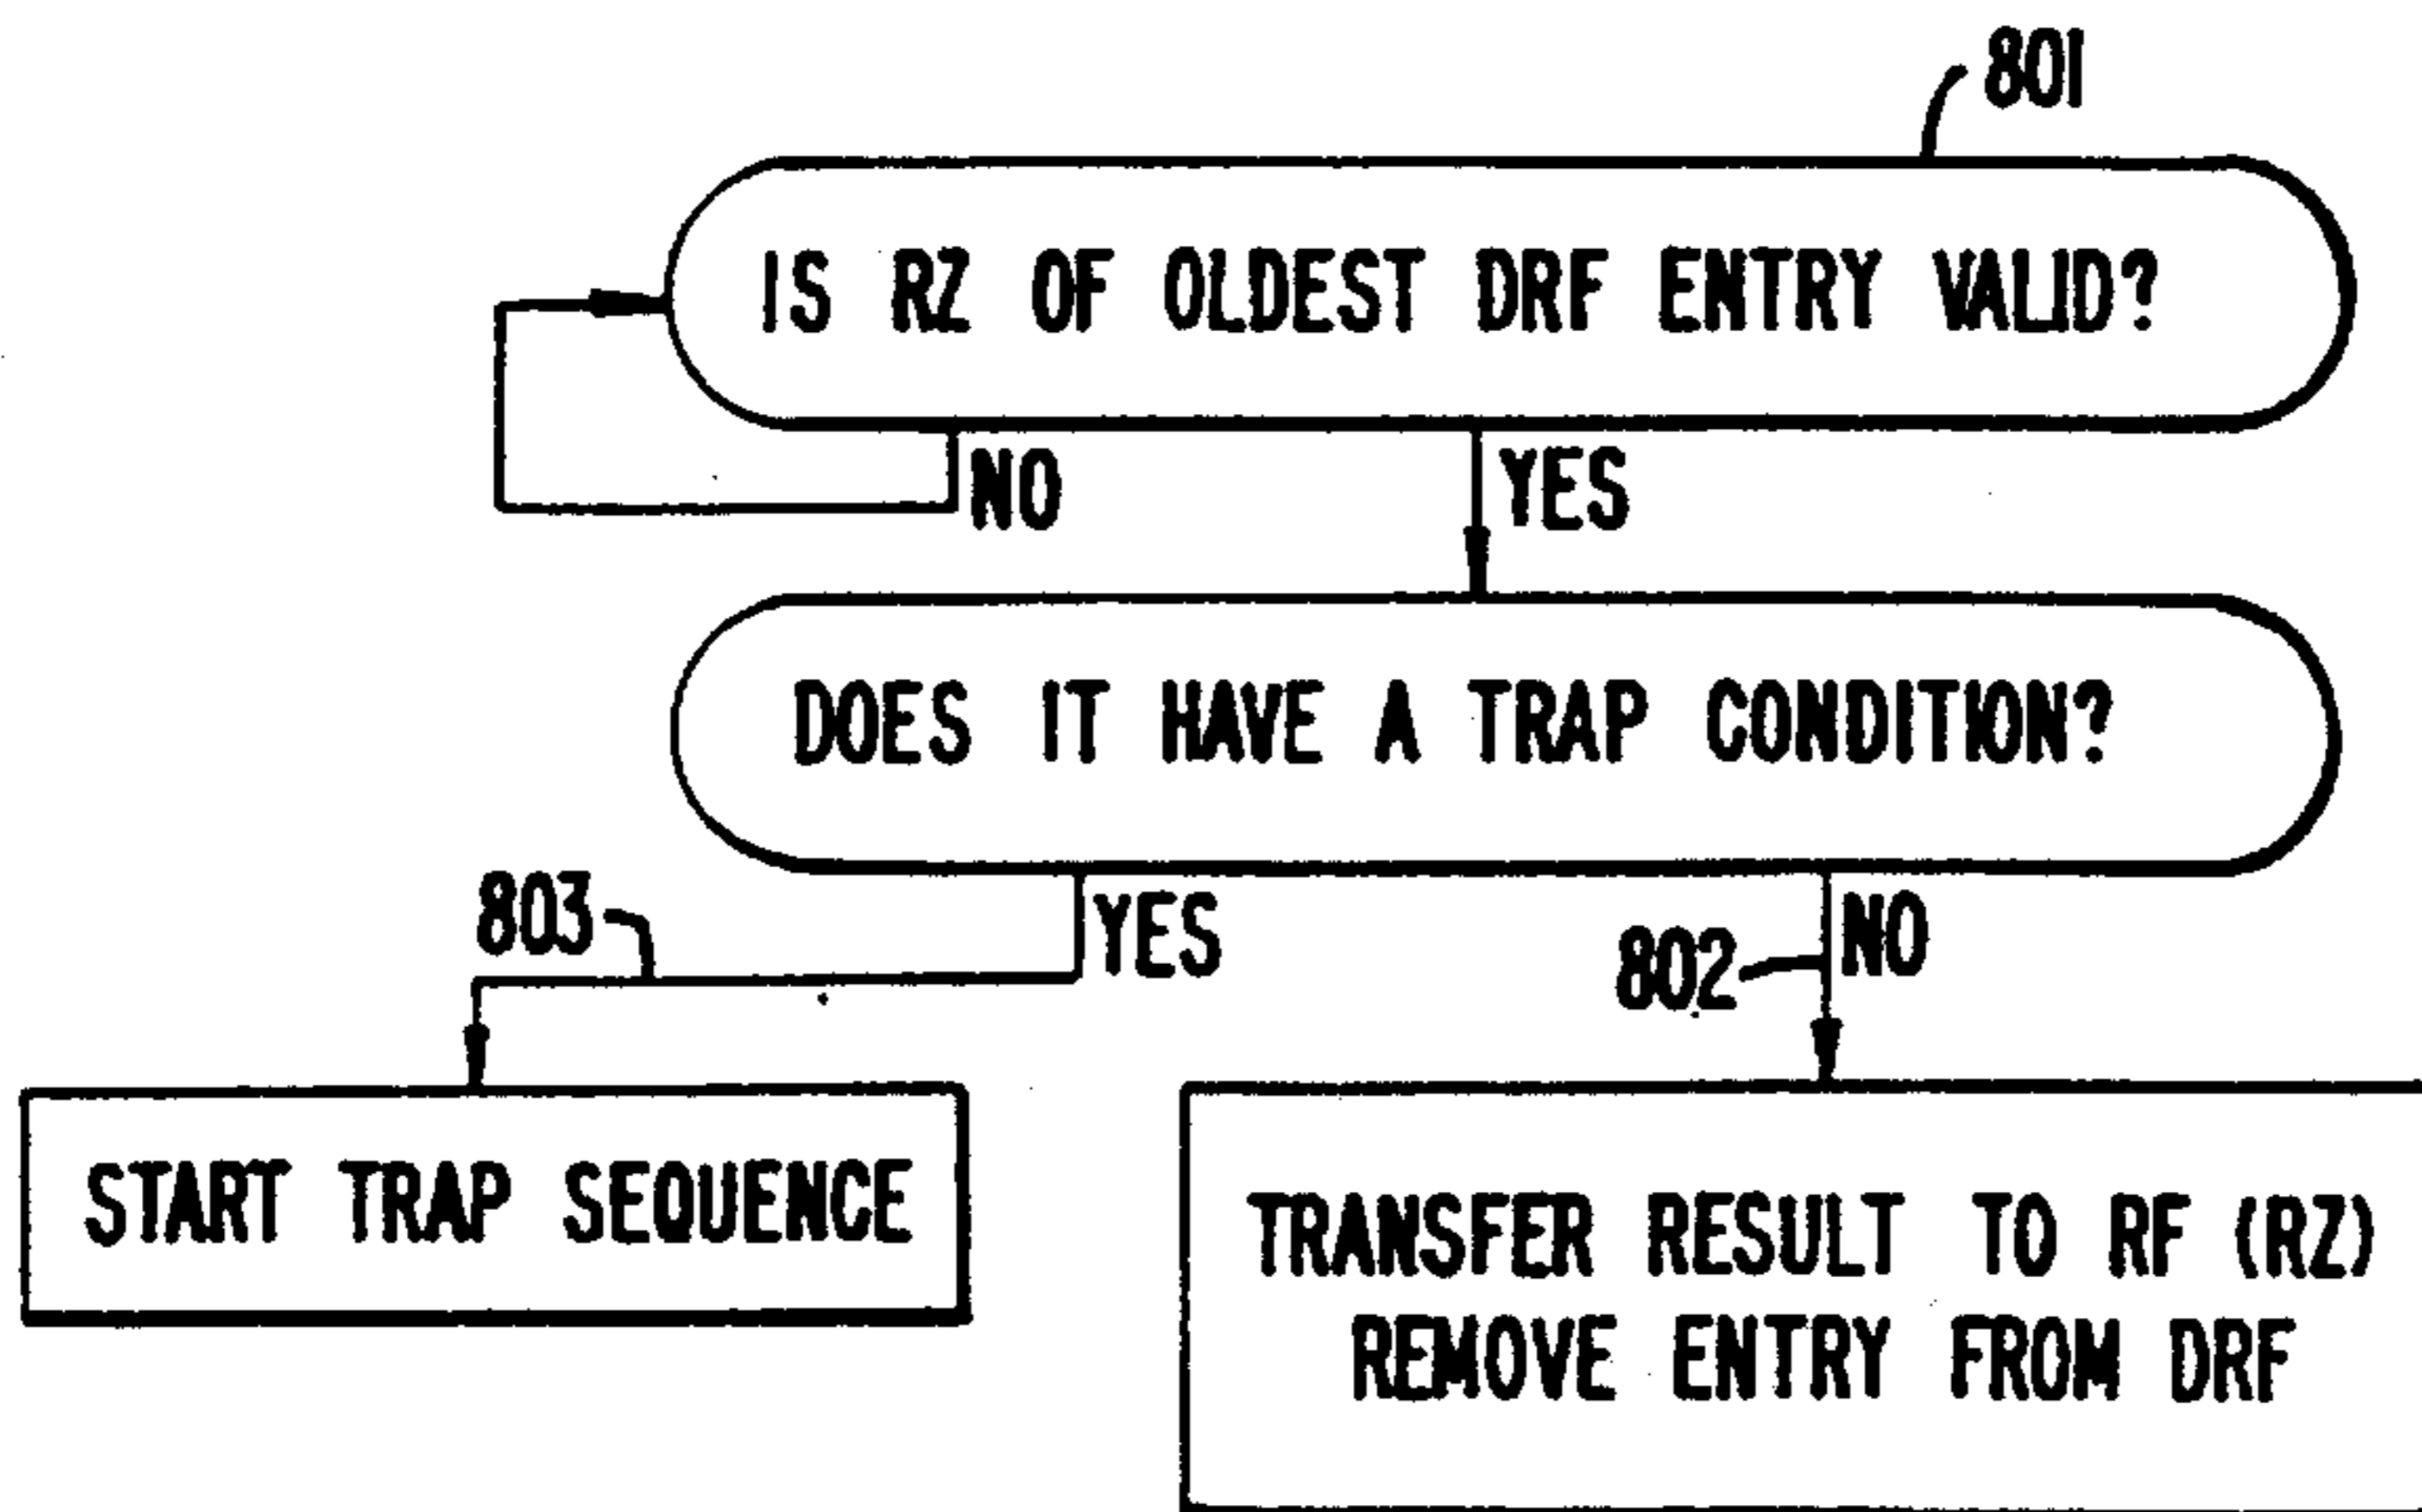 801
IS RZ OF OLDEST DRF ENTRY VALID?
NO
YES
DOES IT HAVE A TRAP CONDITION?
803
YES
802
NO
START TRAP SEQUENCE
TRANSFER RESULT TO RF (RZ)
REMOVE ENTRY FROM DRF